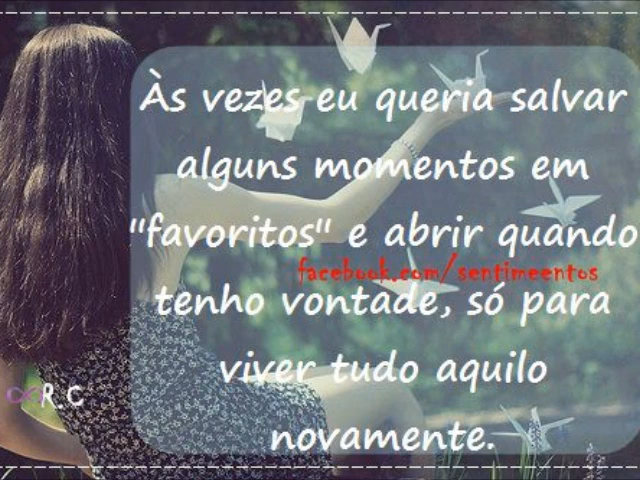 Às vezes eu queria salvar
alguns momentos em
"favoritos" e abrir quando
facebook.com/sentimeentos
tenho vontade, só para
viver tudo aquilo
novamente.
∞R_C